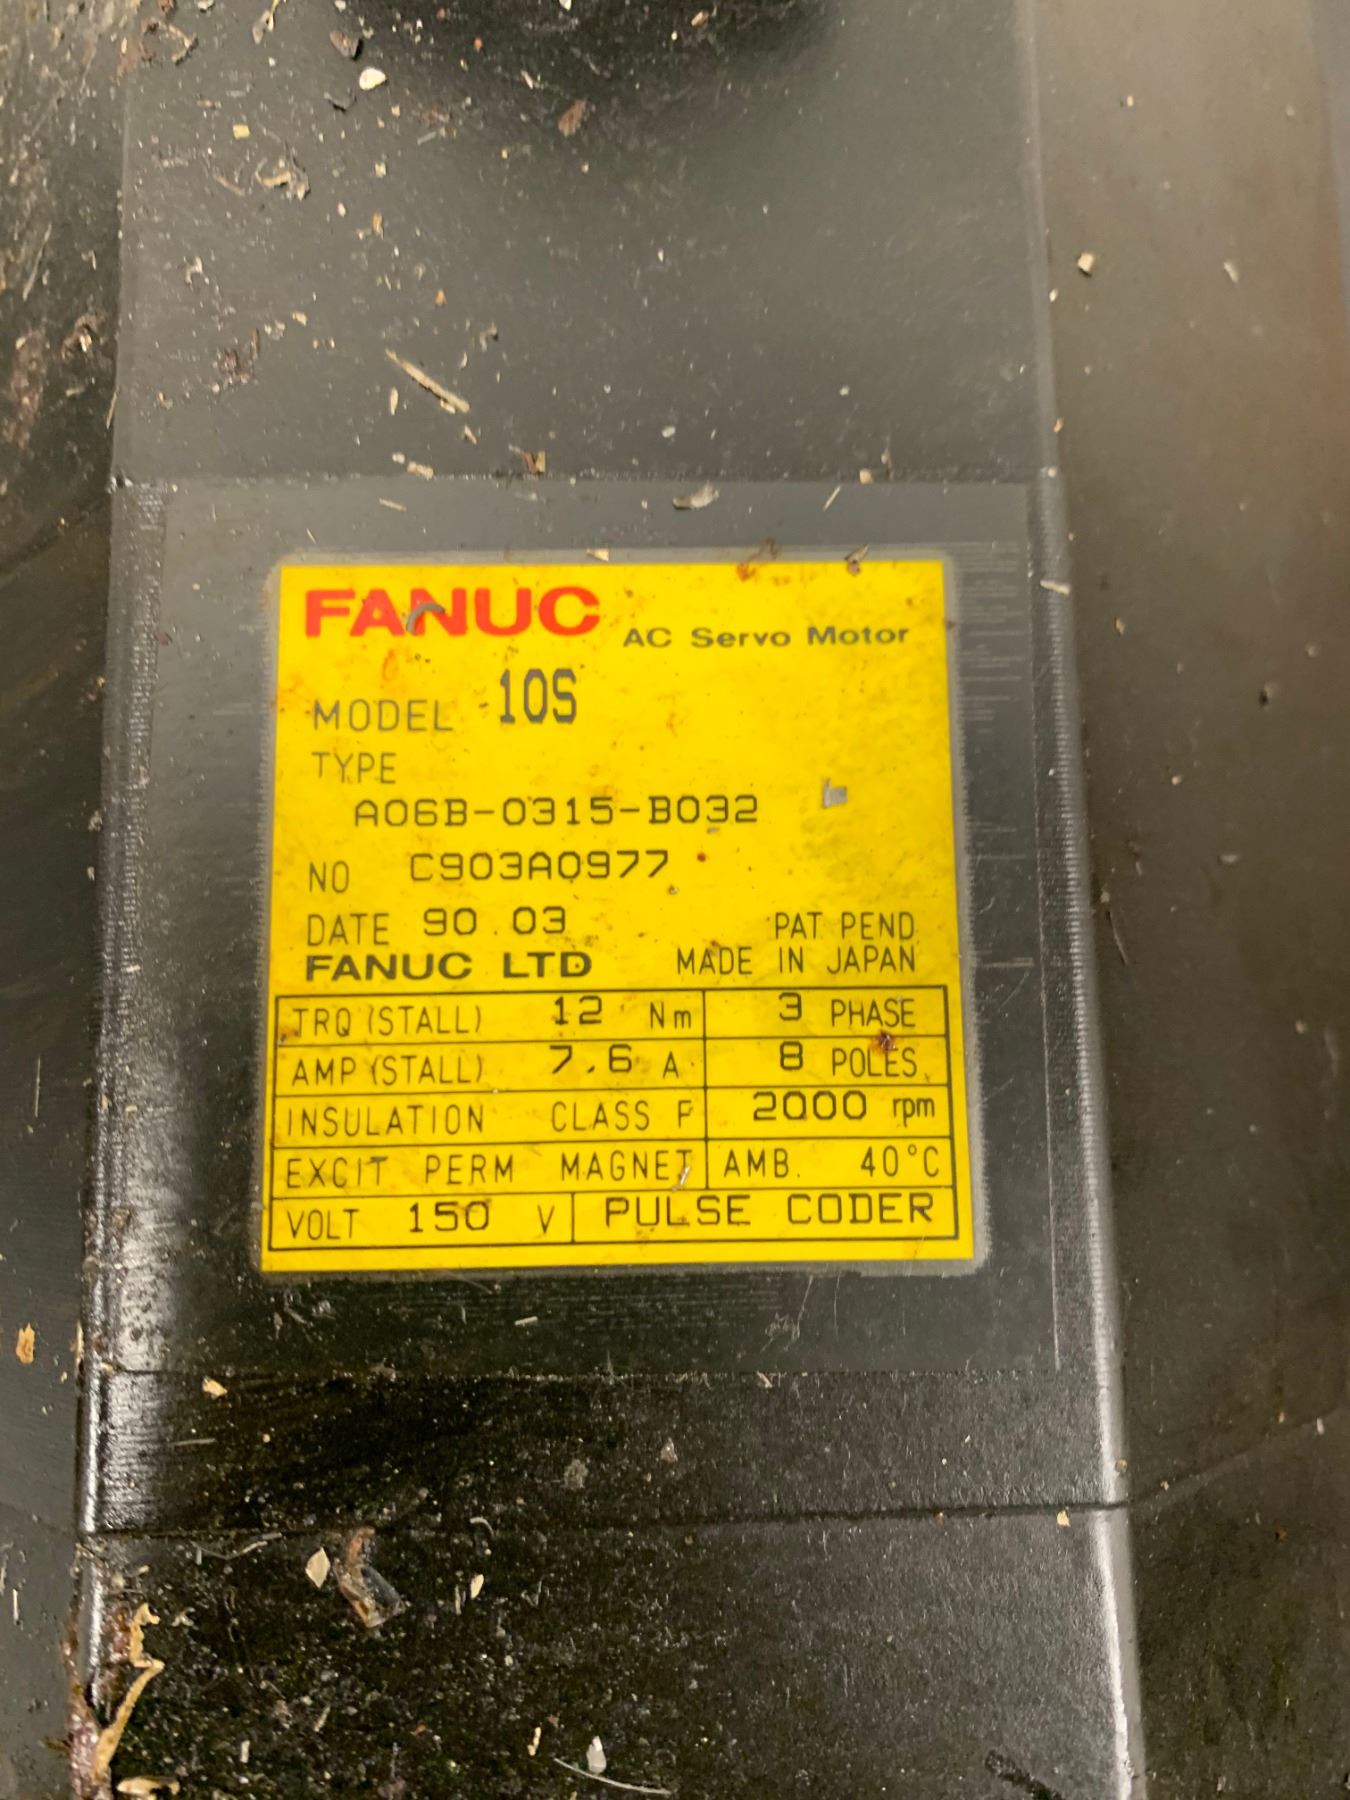 FANUC AC Servo Motor
MODEL 10S
TYPE
A06B-0315-B032
NO C903A0977
DATE 90.03 PAT PEND
FANUC LTD MADE IN JAPAN
TRQ (STALL) 12 Nm 3 PHASE
AMP (STALL) 7.6 A 8 POLES
INSULATION CLASS F 2000 rpm
EXCIT PERM MAGNET AMB. 40°C
VOLT 150 V PULSE CODER